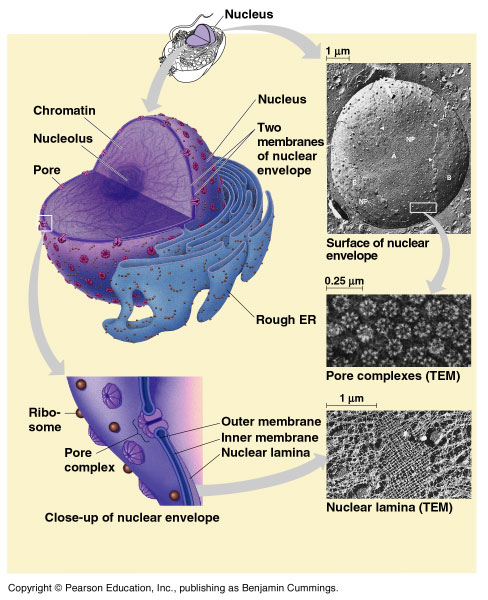 Nucleus
1 μm
Chromatin
Nucleolus
Pore
Nucleus
Two
membranes
of nuclear
envelope
NP
A
B
NP
Surface of nuclear
envelope
0.25 μm
Rough ER
Pore complexes (TEM)
1 μm
Ribo-
some
Pore
complex
Outer membrane
Inner membrane
Nuclear lamina
Nuclear lamina (TEM)
Close-up of nuclear envelope
Copyright © Pearson Education, Inc., publishing as Benjamin Cummings.